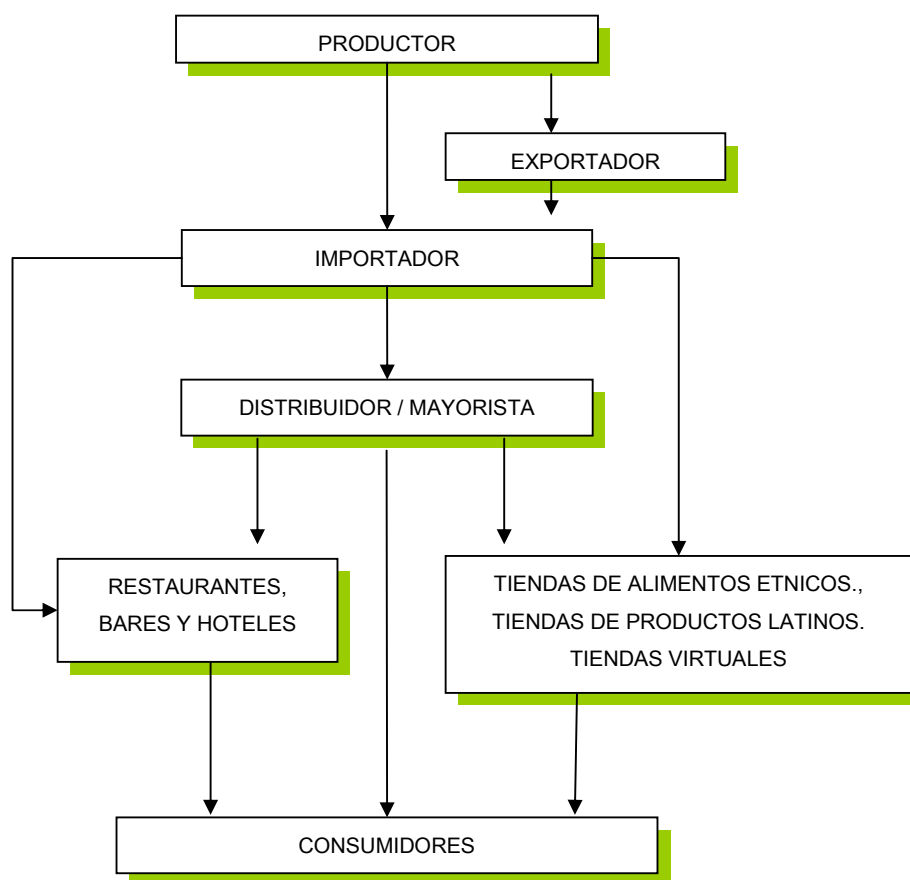 PRODUCTOR
EXPORTADOR
IMPORTADOR
DISTRIBUIDOR / MAYORISTA
RESTAURANTES,
BARES Y HOTELES
TIENDAS DE ALIMENTOS ETNICOS.,
TIENDAS DE PRODUCTOS LATINOS.
TIENDAS VIRTUALES
CONSUMIDORES